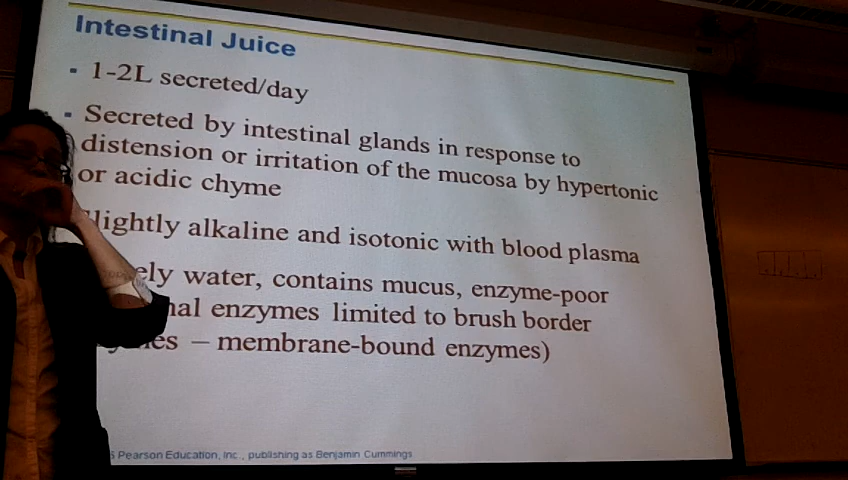 Intestinal Juice
1-2L secreted/day
Secreted by intestinal glands in response to
distension or irritation of the mucosa by hypertonic
or acidic chyme
lightly alkaline and isotonic with blood plasma
ely water, contains mucus, enzyme-poor
nal enzymes limited to brush border
es – membrane-bound enzymes)
Pearson Education, Inc., publishing as Benjamin Cummings